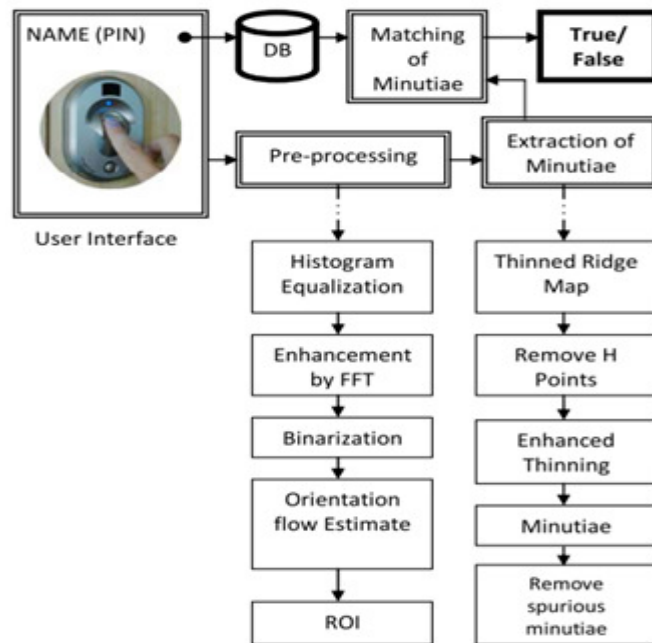 NAME (PIN)
DB
Matching
of
Minutiae
True/
False
User Interface
Pre-processing
Extraction of
Minutiae
Histogram
Equalization
Enhancement
by FFT
Binarization
Orientation
flow Estimate
ROI
Thinned Ridge
Map
Remove H
Points
Enhanced
Thinning
Minutiae
Remove
spurious
minutiae